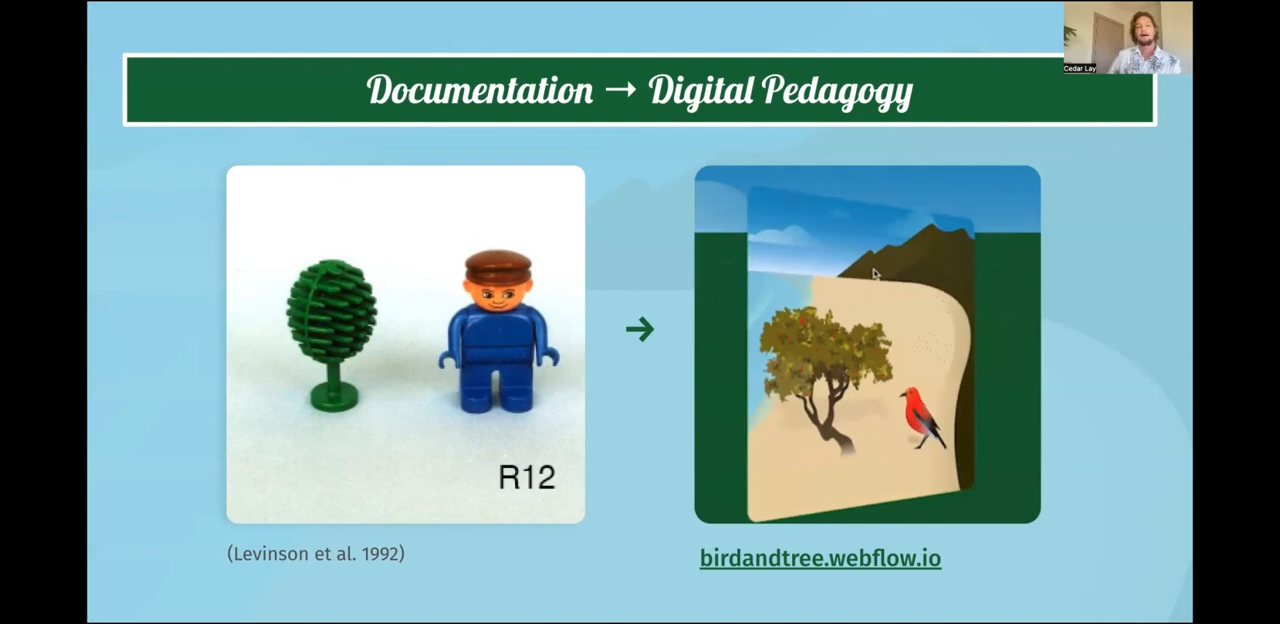 Documentation → Digital Pedagogy
Cedar Lay
R12
(Levinson et al. 1992)
birdandtree.webflow.io